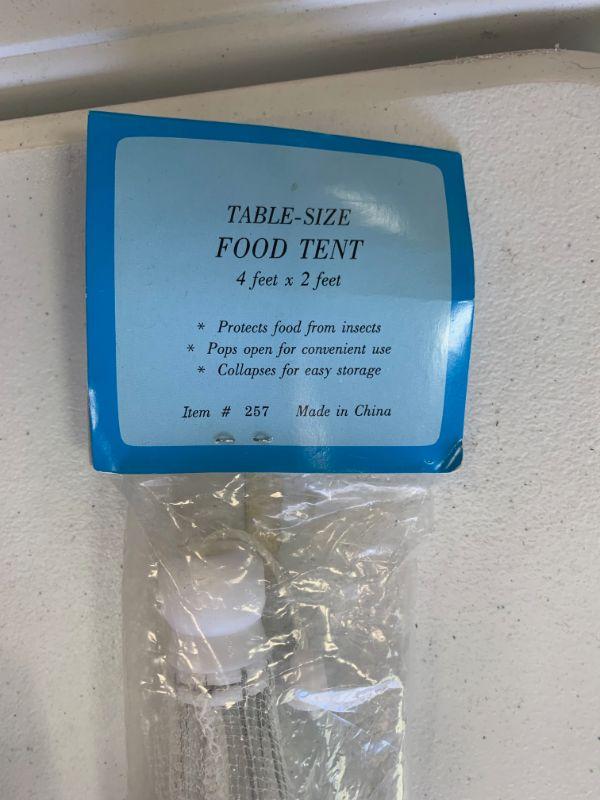 TABLE-SIZE
FOOD TENT
4 feet x 2 feet
* Protects food from insects
* Pops open for convenient use
* Collapses for easy storage
Item # 257 Made in China